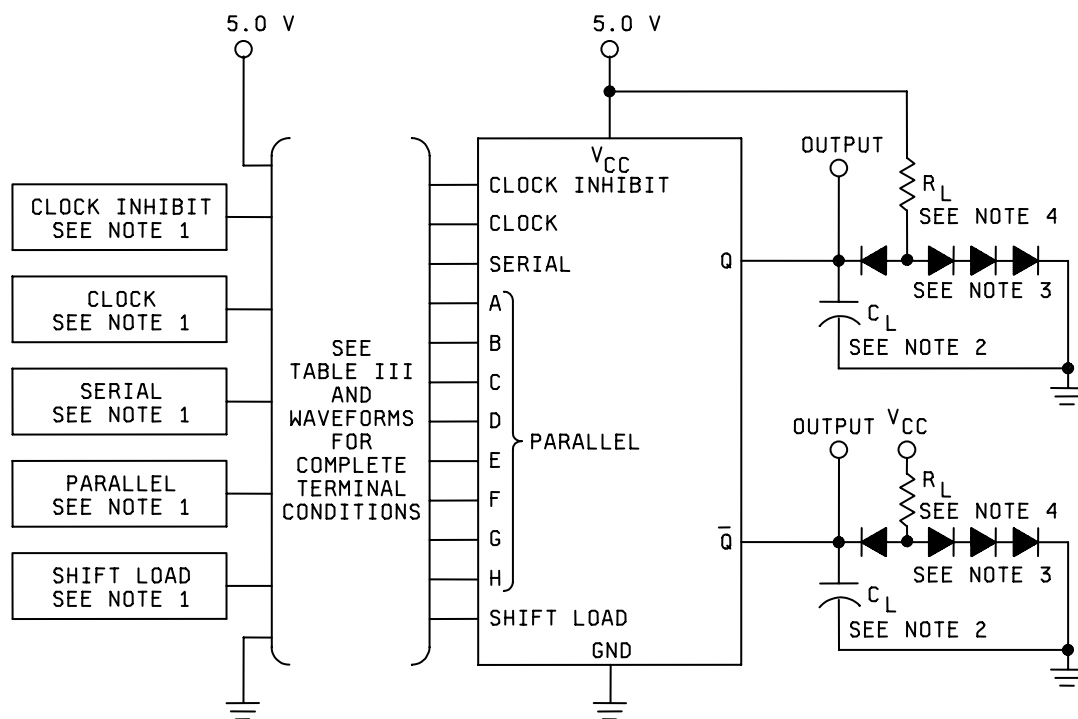 5.0 V
5.0 V
CLOCK INHIBIT
SEE NOTE 1
CLOCK
SEE NOTE 1
SERIAL
SEE NOTE 1
PARALLEL
SEE NOTE 1
SHIFT LOAD
SEE NOTE 1
SEE
TABLE III
AND
WAVEFORMS
FOR
COMPLETE
TERMINAL
CONDITIONS
VCC
CLOCK INHIBIT
CLOCK
SERIAL
A
B
C
D
E
F
G
H
PARALLEL
SHIFT LOAD
GND
Q
Q̅
OUTPUT
RL
SEE NOTE 4
SEE NOTE 3
CL
SEE NOTE 2
OUTPUT
VCC
RL
SEE NOTE 4
SEE NOTE 3
CL
SEE NOTE 2